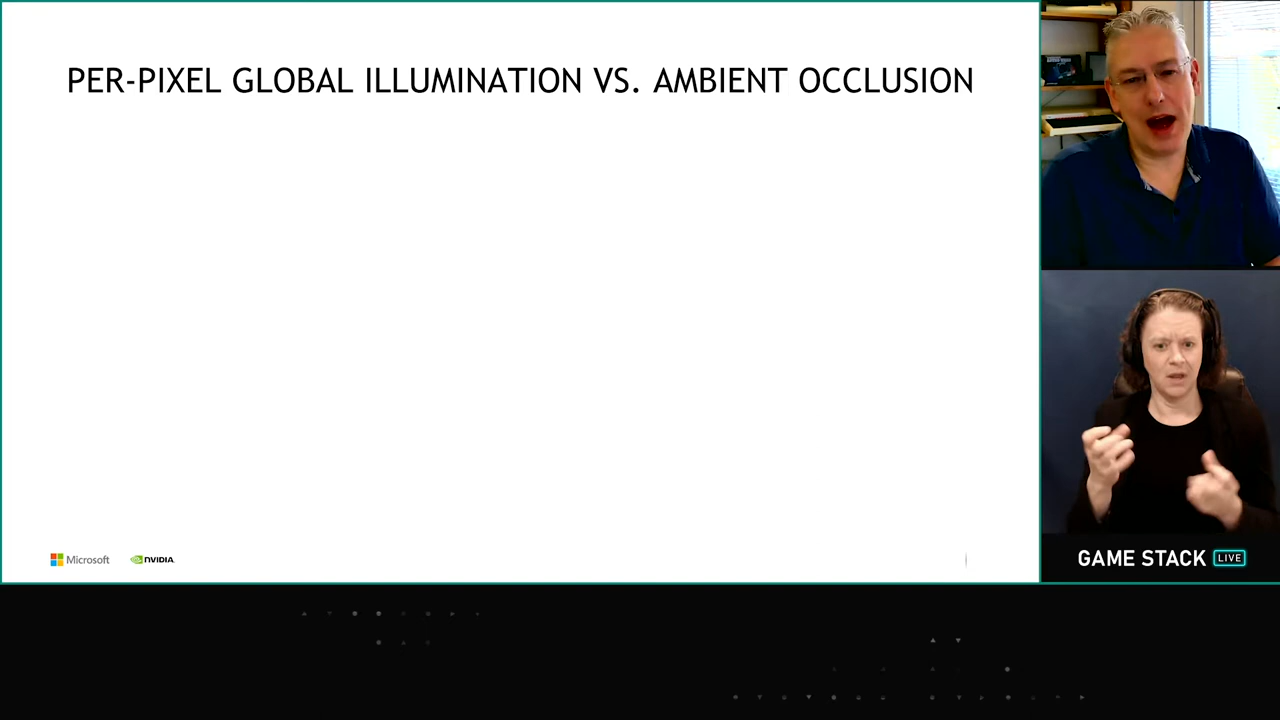 PER-PIXEL GLOBAL ILLUMINATION VS. AMBIENT OCCLUSION
Microsoft
NVIDIA
GAME STACK LIVE